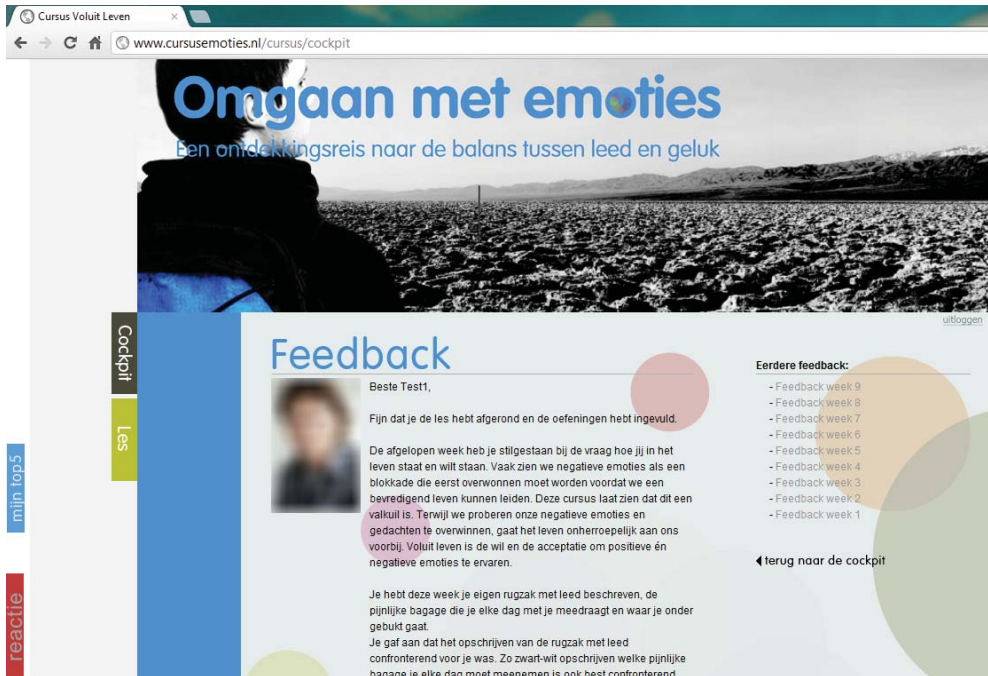 Cursus Voluit Leven
www.cursusemoties.nl/cursus/cockpit
Omgaan met emoties
Een ontdekkingsreis naar de balans tussen leed en geluk
uitloggen
Cockpit
Les
mijn top5
reactie
Feedback
Beste Test1,
Fijn dat je de les hebt afgerond en de oefeningen hebt ingevuld.
De afgelopen week heb je stilgestaan bij de vraag hoe jij in het
leven staat en wilt staan. Vaak zien we negatieve emoties als een
blokkade die eerst overwonnen moet worden voordat we een
bevredigend leven kunnen leiden. Deze cursus laat zien dat dit een
valkuil is. Terwijl we proberen onze negatieve emoties en
gedachten te overwinnen, gaat het leven onherroepelijk aan ons
voorbij. Voluit leven is de wil en de acceptatie om positieve én
negatieve emoties te ervaren.
Je hebt deze week je eigen rugzak met leed beschreven, de
pijnlijke bagage die je elke dag met je meedraagt en waar je onder
gebukt gaat.
Je gaf aan dat het opschrijven van de rugzak met leed
confronterend voor je was. Zo zwart-wit opschrijven welke pijnlijke
bagage je elke dag moet meenemen is ook best confronterend
Eerdere feedback:
- Feedback week 9
- Feedback week 8
- Feedback week 7
- Feedback week 6
- Feedback week 5
- Feedback week 4
- Feedback week 3
- Feedback week 2
- Feedback week 1
terug naar de cockpit